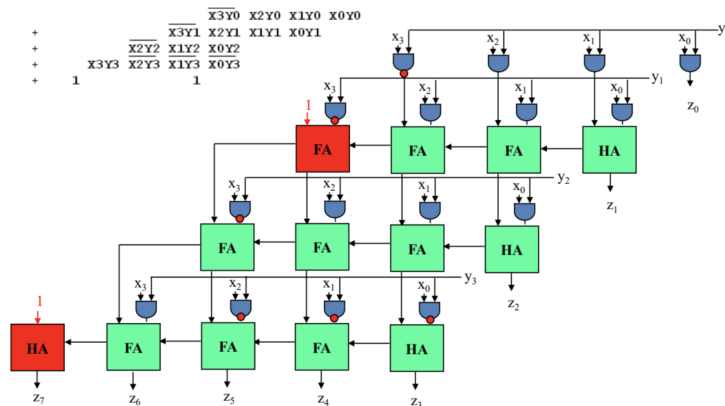 X3Y0 X2Y0 X1Y0 X0Y0
+ X3Y1 X2Y1 X1Y1 X0Y1
+ X2Y2 X1Y2 X0Y2
+ X3Y3 X2Y3 X1Y3 X0Y3
+ 1 1
x₃ x₂ x₁ x₀ y
z₀
x₃ x₂ x₁ x₀ y₁
1
FA FA FA HA
z₁
x₃ x₂ x₁ x₀ y₂
FA FA FA HA
z₂
x₃ x₂ x₁ x₀ y₃
1
HA FA FA FA HA
z₇ z₆ z₅ z₄ z₃